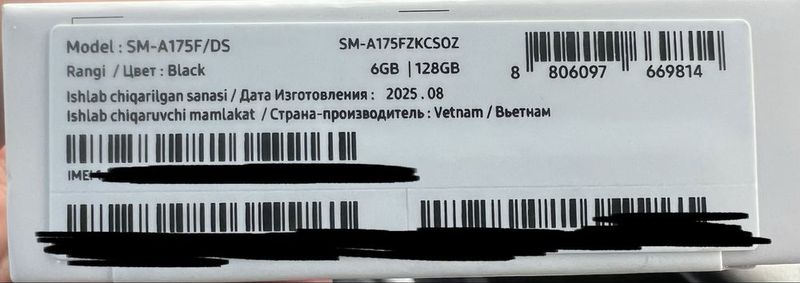 Model : SM-A175F/DS
SM-A175FZKCSOZ
Rangi / Цвет : Black
6GB | 128GB
8 806097 669814
Ishlab chiqarilgan sanasi / Дата Изготовления : 2025 . 08
Ishlab chiqaruvchi mamlakat / Страна-производитель : Vetnam / Вьетнам